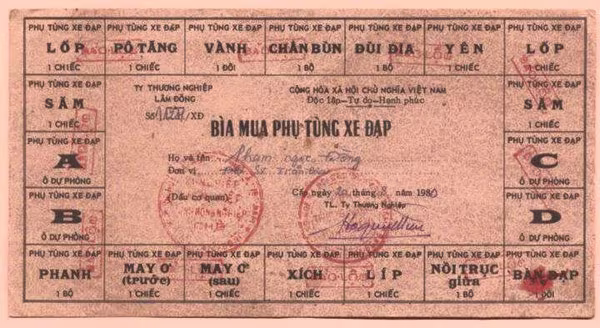 PHỤ TÙNG XE ĐẠP
LỐP
1 CHIẾC
PHỤ TÙNG XE ĐẠP
PÔ TĂNG
1 CHIẾC
PHỤ TÙNG XE ĐẠP
VÀNH
1 ĐÔI
PHỤ TÙNG XE ĐẠP
CHẮN BÙN
1 ĐÔI
PHỤ TÙNG XE ĐẠP
ĐÙI ĐĨA
1 BỘ
PHỤ TÙNG XE ĐẠP
YÊN
1 CHIẾC
PHỤ TÙNG XE ĐẠP
LỐP
1 CHIẾC
PHỤ TÙNG XE ĐẠP
SĂM
1 CHIẾC
TY THƯƠNG NGHIỆP
LÂM ĐỒNG
Số /XĐ
CỘNG HÒA XÃ HỘI CHỦ NGHĨA VIỆT NAM
Độc lập—Tự do—Hạnh phúc
BÌA MUA PHỤ TÙNG XE ĐẠP
Họ và tên
Đơn vị
(Dấu cơ quan)
Cấp ngày 20 tháng năm 198
TL. Ty Thương Nghiệp
PHỤ TÙNG XE ĐẠP
SĂM
1 CHIẾC
PHỤ TÙNG XE ĐẠP
A
Ô DỰ PHÒNG
PHỤ TÙNG XE ĐẠP
C
Ô DỰ PHÒNG
PHỤ TÙNG XE ĐẠP
B
Ô DỰ PHÒNG
PHỤ TÙNG XE ĐẠP
D
Ô DỰ PHÒNG
PHỤ TÙNG XE ĐẠP
PHANH
1 BỘ
PHỤ TÙNG XE ĐẠP
MAY Ơ
(trước)
1 CHIẾC
PHỤ TÙNG XE ĐẠP
MAY Ơ
(sau)
1 CHIẾC
PHỤ TÙNG XE ĐẠP
XÍCH
1 CHIẾC
PHỤ TÙNG XE ĐẠP
LÍP
1 CHIẾC
PHỤ TÙNG XE ĐẠP
NỒI TRỤC
giữa
1 BỘ
PHỤ TÙNG XE ĐẠP
BÀN ĐẠP
1 ĐÔI